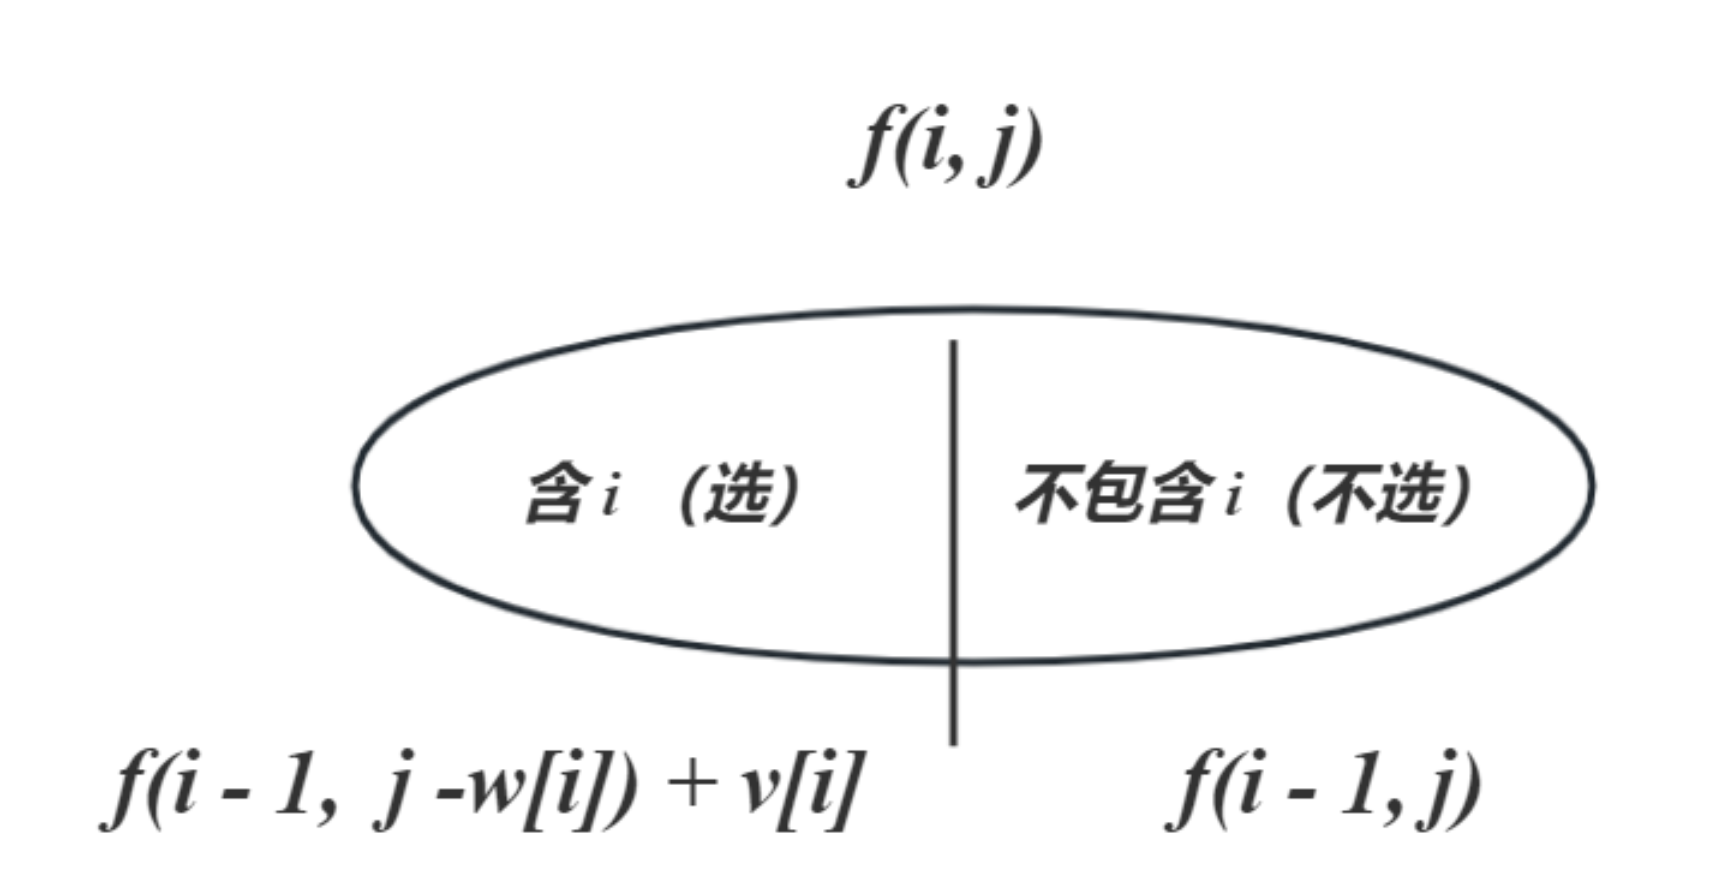 f(i, j)
含 i （选） 不包含 i（不选）
f(i - 1, j -w[i]) + v[i] f(i - 1, j)